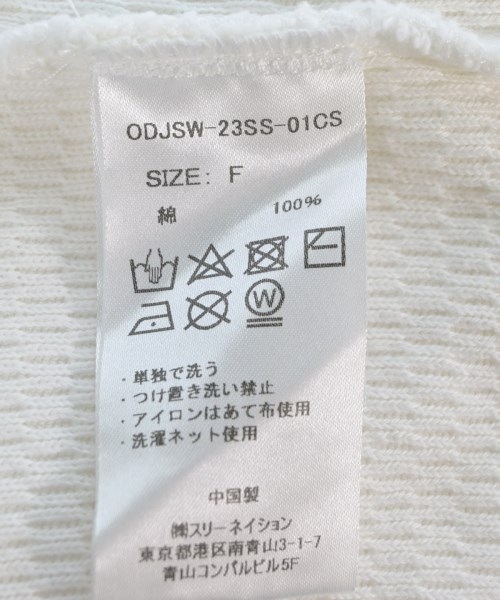 ODJSW-23SS-01CS
SIZE: F
綿 100%
W
・単独で洗う
・つけ置き洗い禁止
・アイロンはあて布使用
・洗濯ネット使用
中国製
㈱スリーネイション
東京都港区南青山3-1-7
青山コンパルビル5F